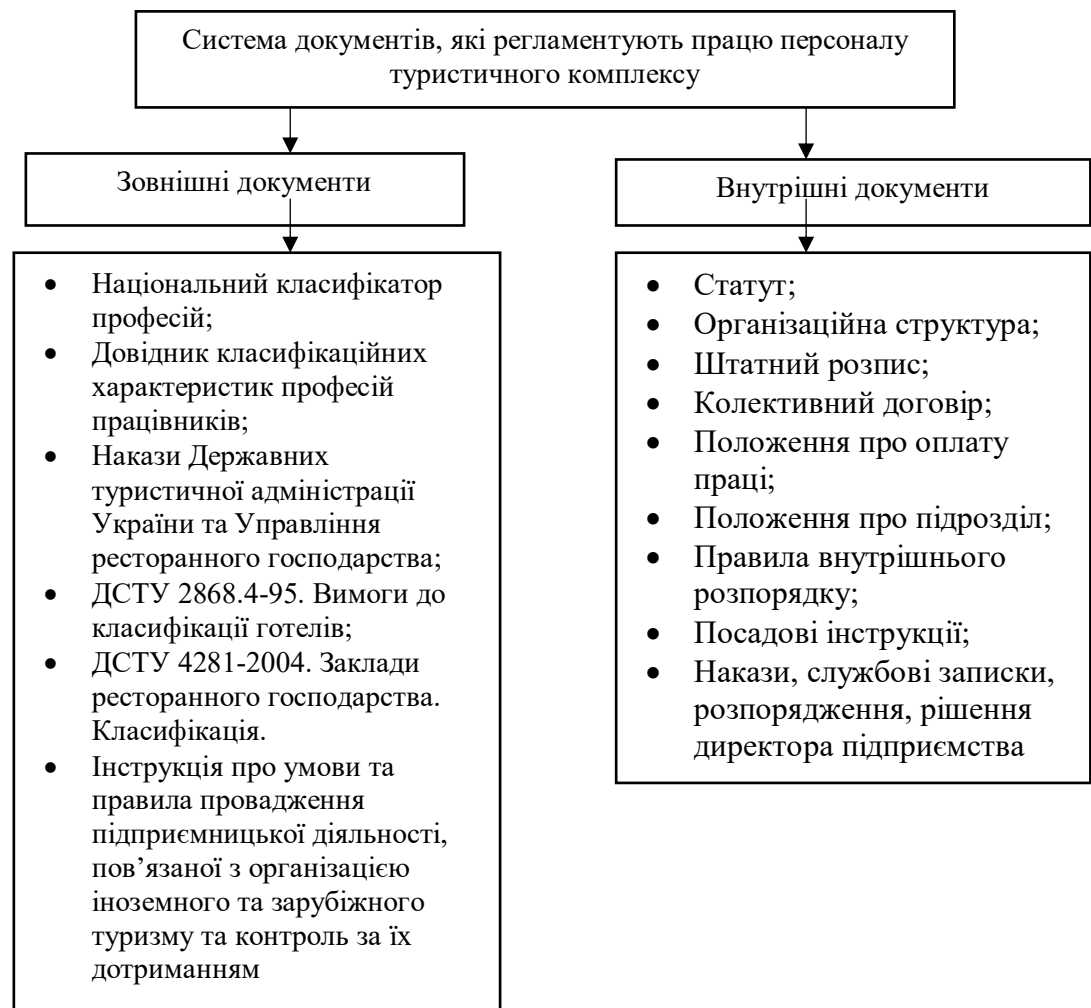 Система документів, які регламентують працю персоналу
туристичного комплексу
Зовнішні документи
• Національний класифікатор
професій;
• Довідник класифікаційних
характеристик професій
працівників;
• Накази Державних
туристичної адміністрації
України та Управління
ресторанного господарства;
• ДСТУ 2868.4-95. Вимоги до
класифікації готелів;
• ДСТУ 4281-2004. Заклади
ресторанного господарства.
Класифікація.
• Інструкція про умови та
правила провадження
підприємницької діяльності,
пов’язаної з організацією
іноземного та зарубіжного
туризму та контроль за їх
дотриманням
Внутрішні документи
• Статут;
• Організаційна структура;
• Штатний розпис;
• Колективний договір;
• Положення про оплату
праці;
• Положення про підрозділ;
• Правила внутрішнього
розпорядку;
• Посадові інструкції;
• Накази, службові записки,
розпорядження, рішення
директора підприємства